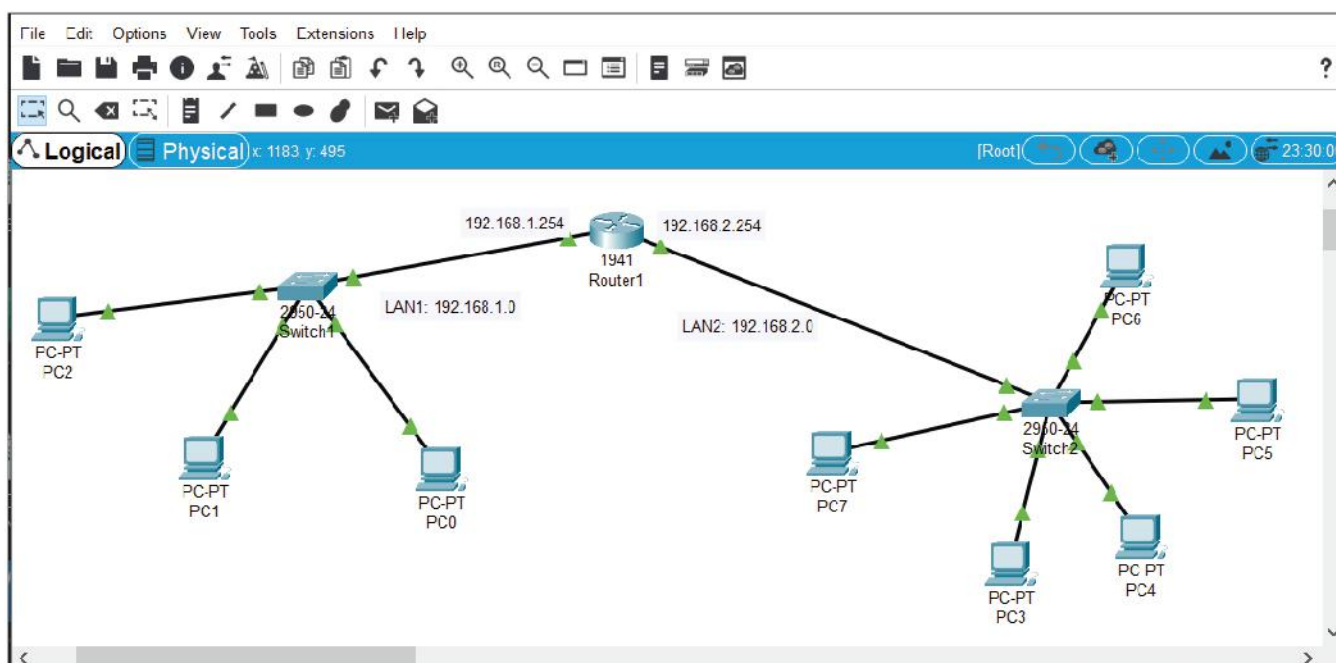 File Edit Options View Tools Extensions Help
?
Logical Physical x: 1183 y: 495 [Root] 23:30:0
192.168.1.254 192.168.2.254
1941
Router1
LAN1: 192.168.1.0
LAN2: 192.168.2.0
2950-24
Switch1
PC-PT
PC2
PC-PT
PC1
PC-PT
PC0
PC-PT
PC6
2950-24
Switch2
PC-PT
PC5
PC-PT
PC7
PC-PT
PC4
PC-PT
PC3